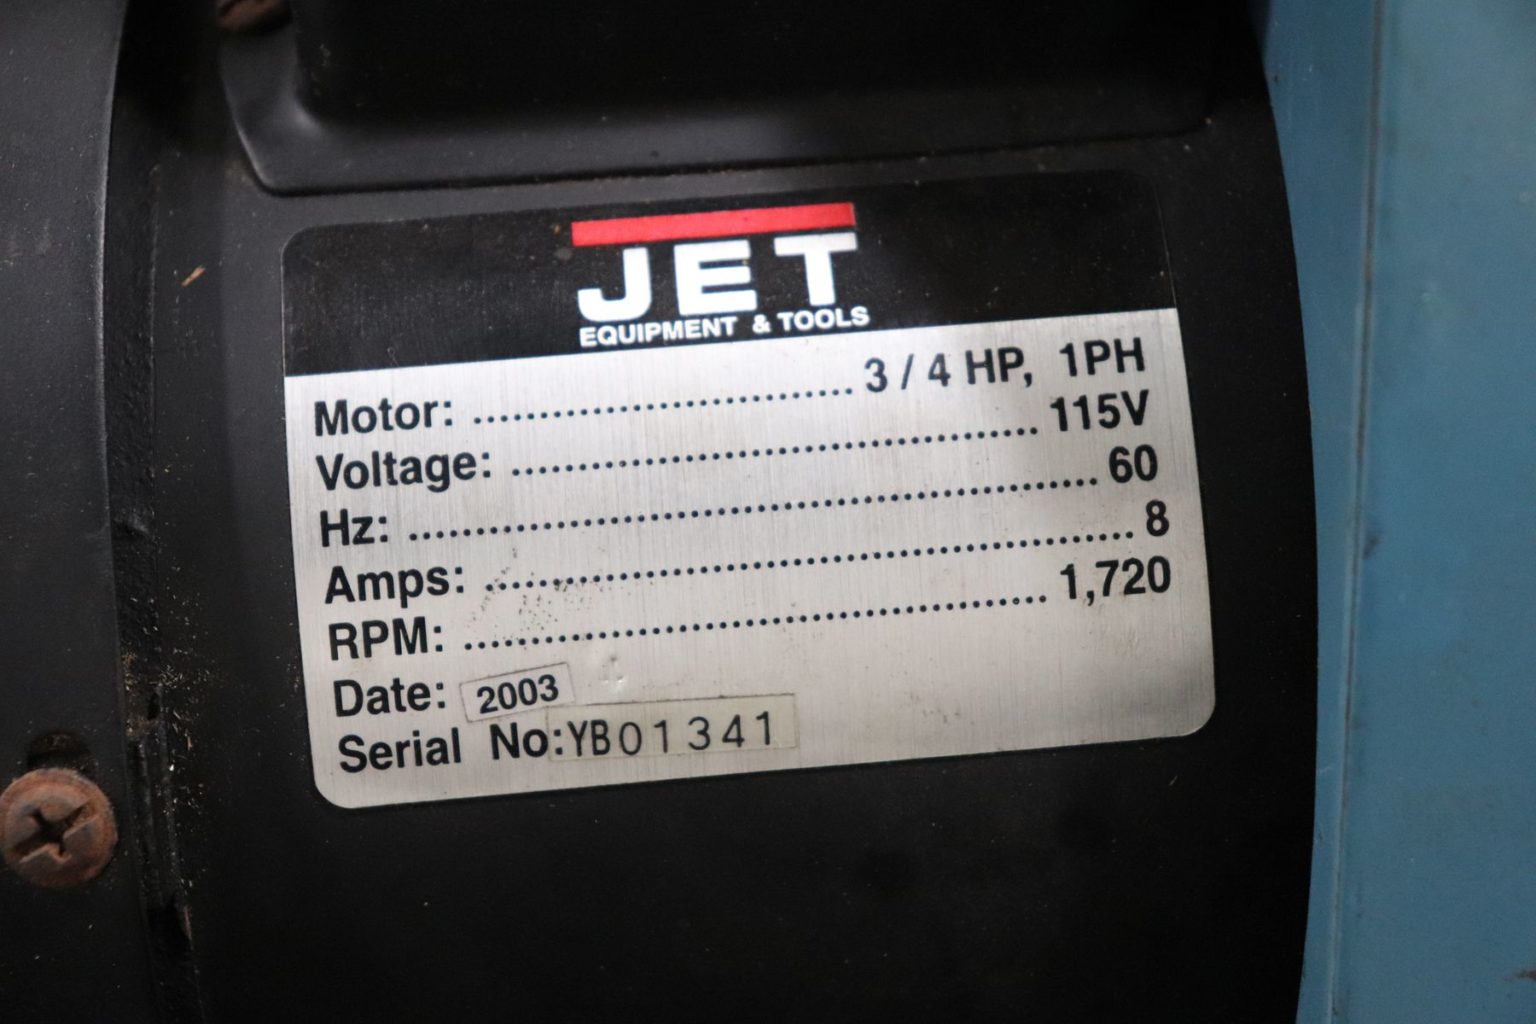 JET
EQUIPMENT & TOOLS
Motor: .............................. 3 / 4 HP, 1PH
Voltage: .......................................... 115V
Hz: ...................................................... 60
Amps: .................................................. 8
RPM: ............................................. 1,720
Date: 2003
Serial No: YB01341